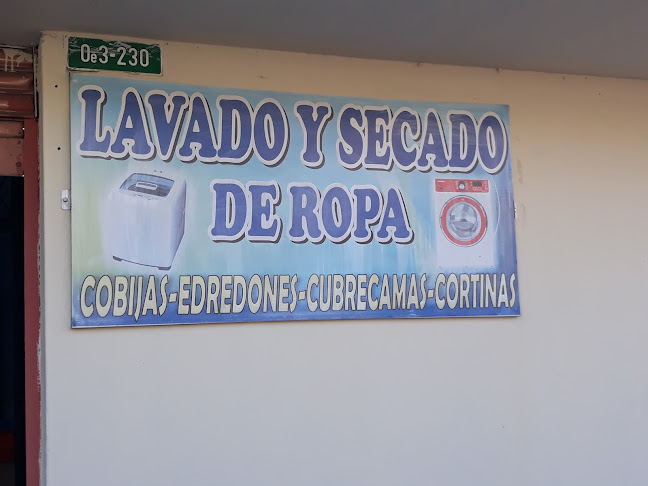 Oe3-230
LAVADO Y SECADO
DE ROPA
COBIJAS-EDREDONES-CUBRECAMAS-CORTINAS